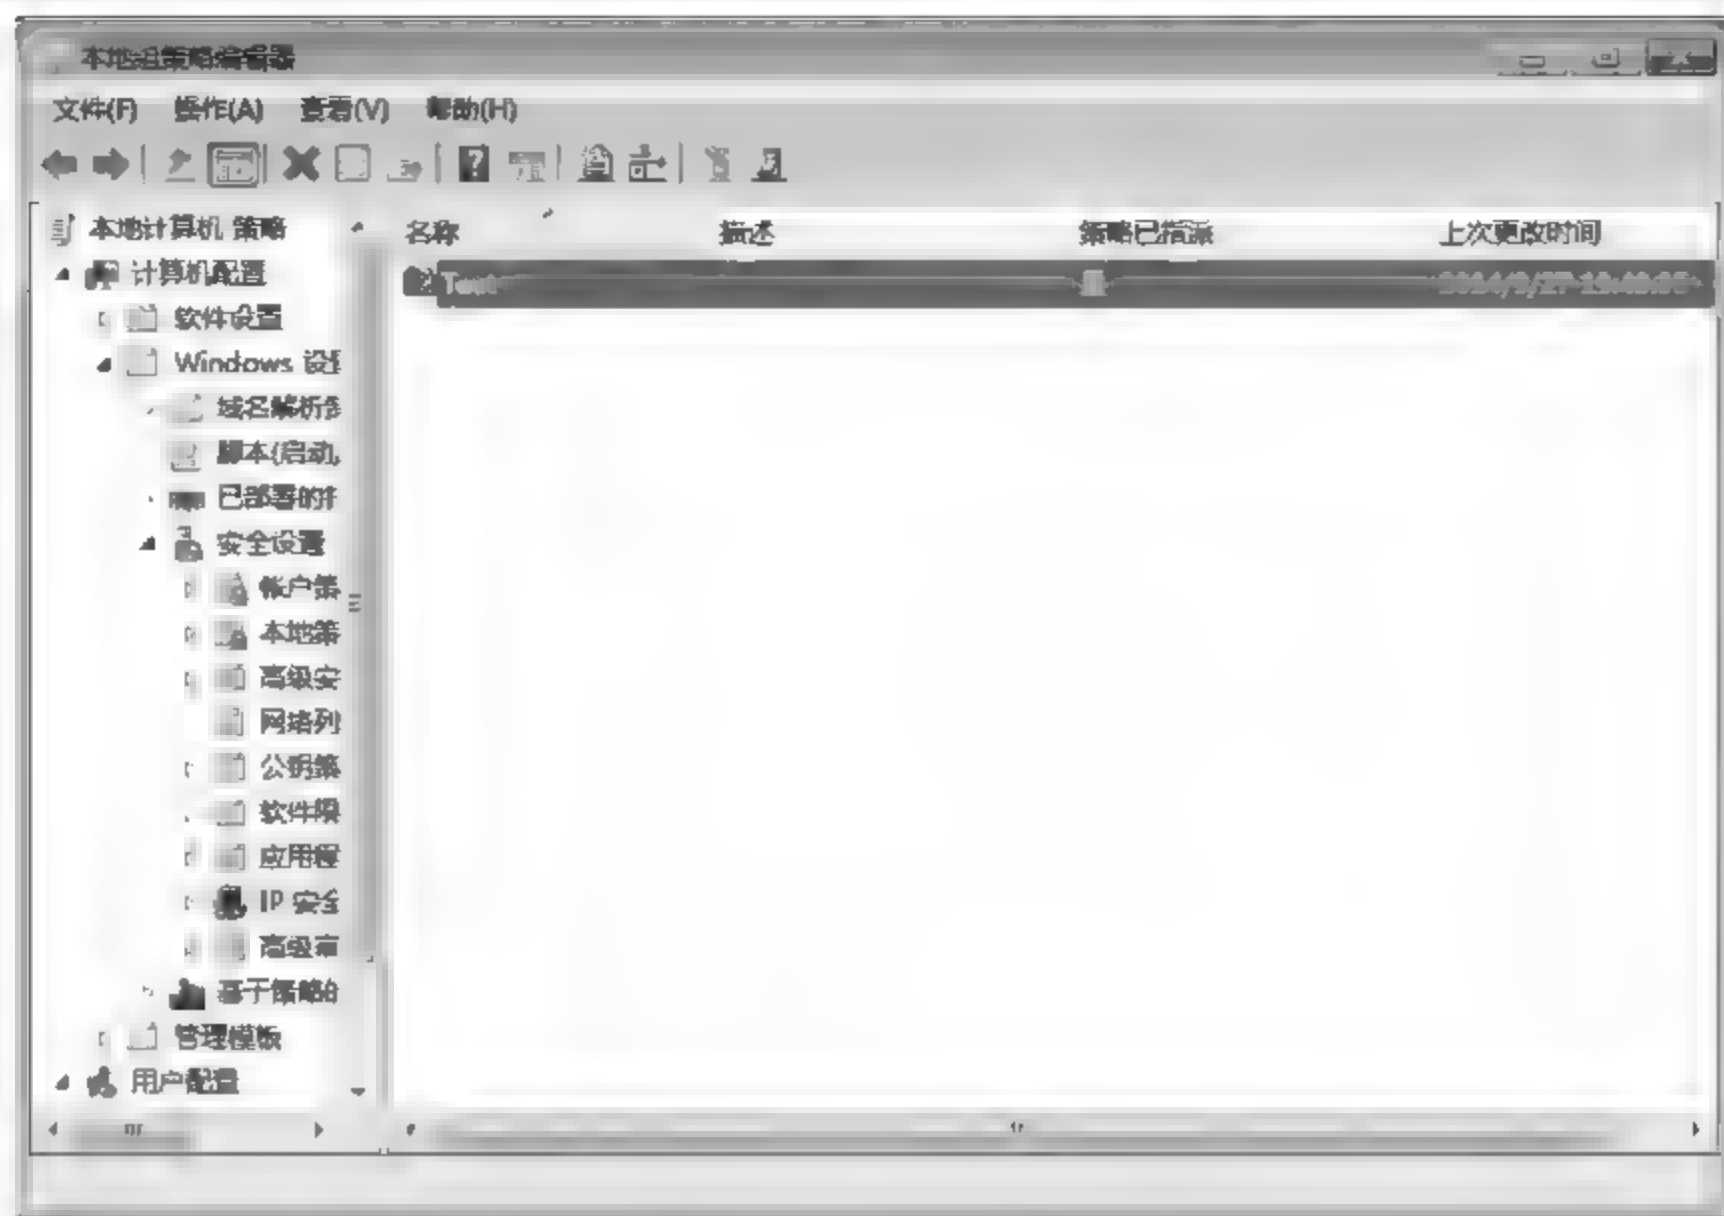 本地组策略编辑器
文件(F) 操作(A) 查看(V) 帮助(H)
本地计算机 策略
计算机配置
软件设置
Windows 设置
域名解析
脚本(启动/
已部署的
安全设置
帐户策
本地策
高级安
网络列
公钥策
软件限
应用程
IP 安全
高级审
基于策略的
管理模板
用户配置
名称 描述 策略已指派 上次更改时间
Test